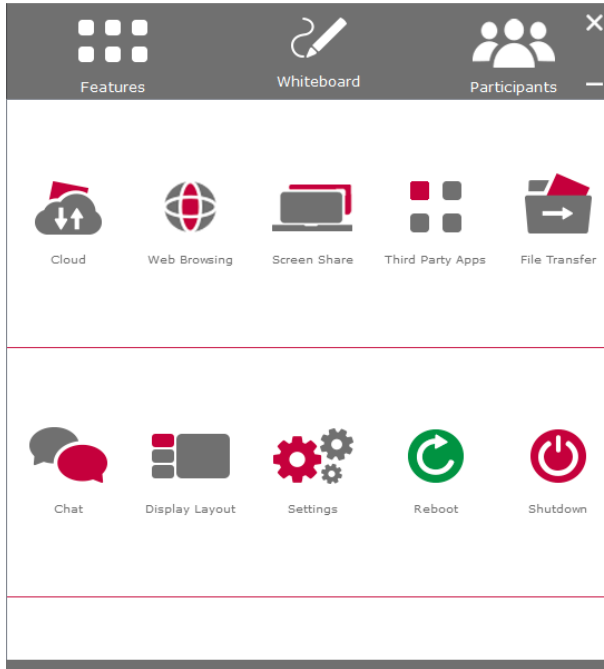 Features
Whiteboard
Participants
Cloud
Web Browsing
Screen Share
Third Party Apps
File Transfer
Chat
Display Layout
Settings
Reboot
Shutdown